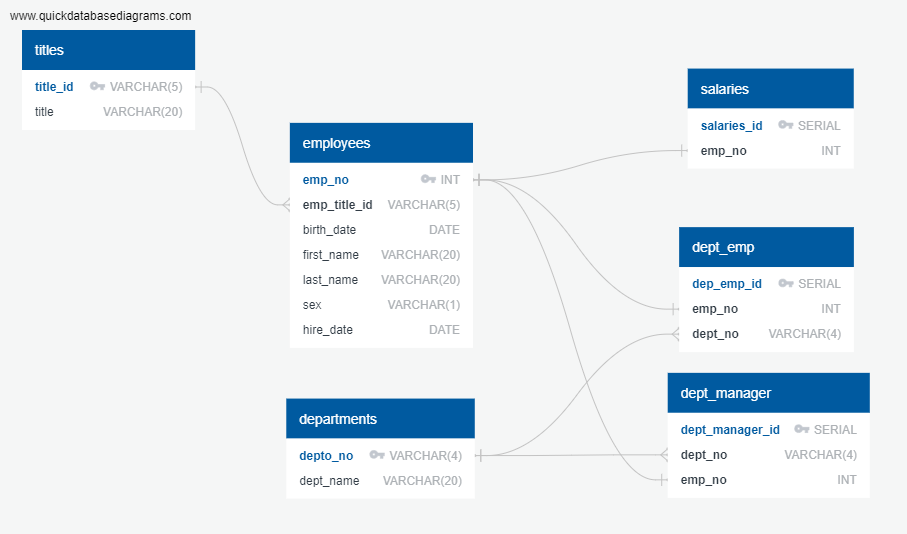 www.quickdatabasediagrams.com
titles
title_id VARCHAR(5)
title VARCHAR(20)
employees
emp_no INT
emp_title_id VARCHAR(5)
birth_date DATE
first_name VARCHAR(20)
last_name VARCHAR(20)
sex VARCHAR(1)
hire_date DATE
departments
depto_no VARCHAR(4)
dept_name VARCHAR(20)
salaries
salaries_id SERIAL
emp_no INT
dept_emp
dep_emp_id SERIAL
emp_no INT
dept_no VARCHAR(4)
dept_manager
dept_manager_id SERIAL
dept_no VARCHAR(4)
emp_no INT